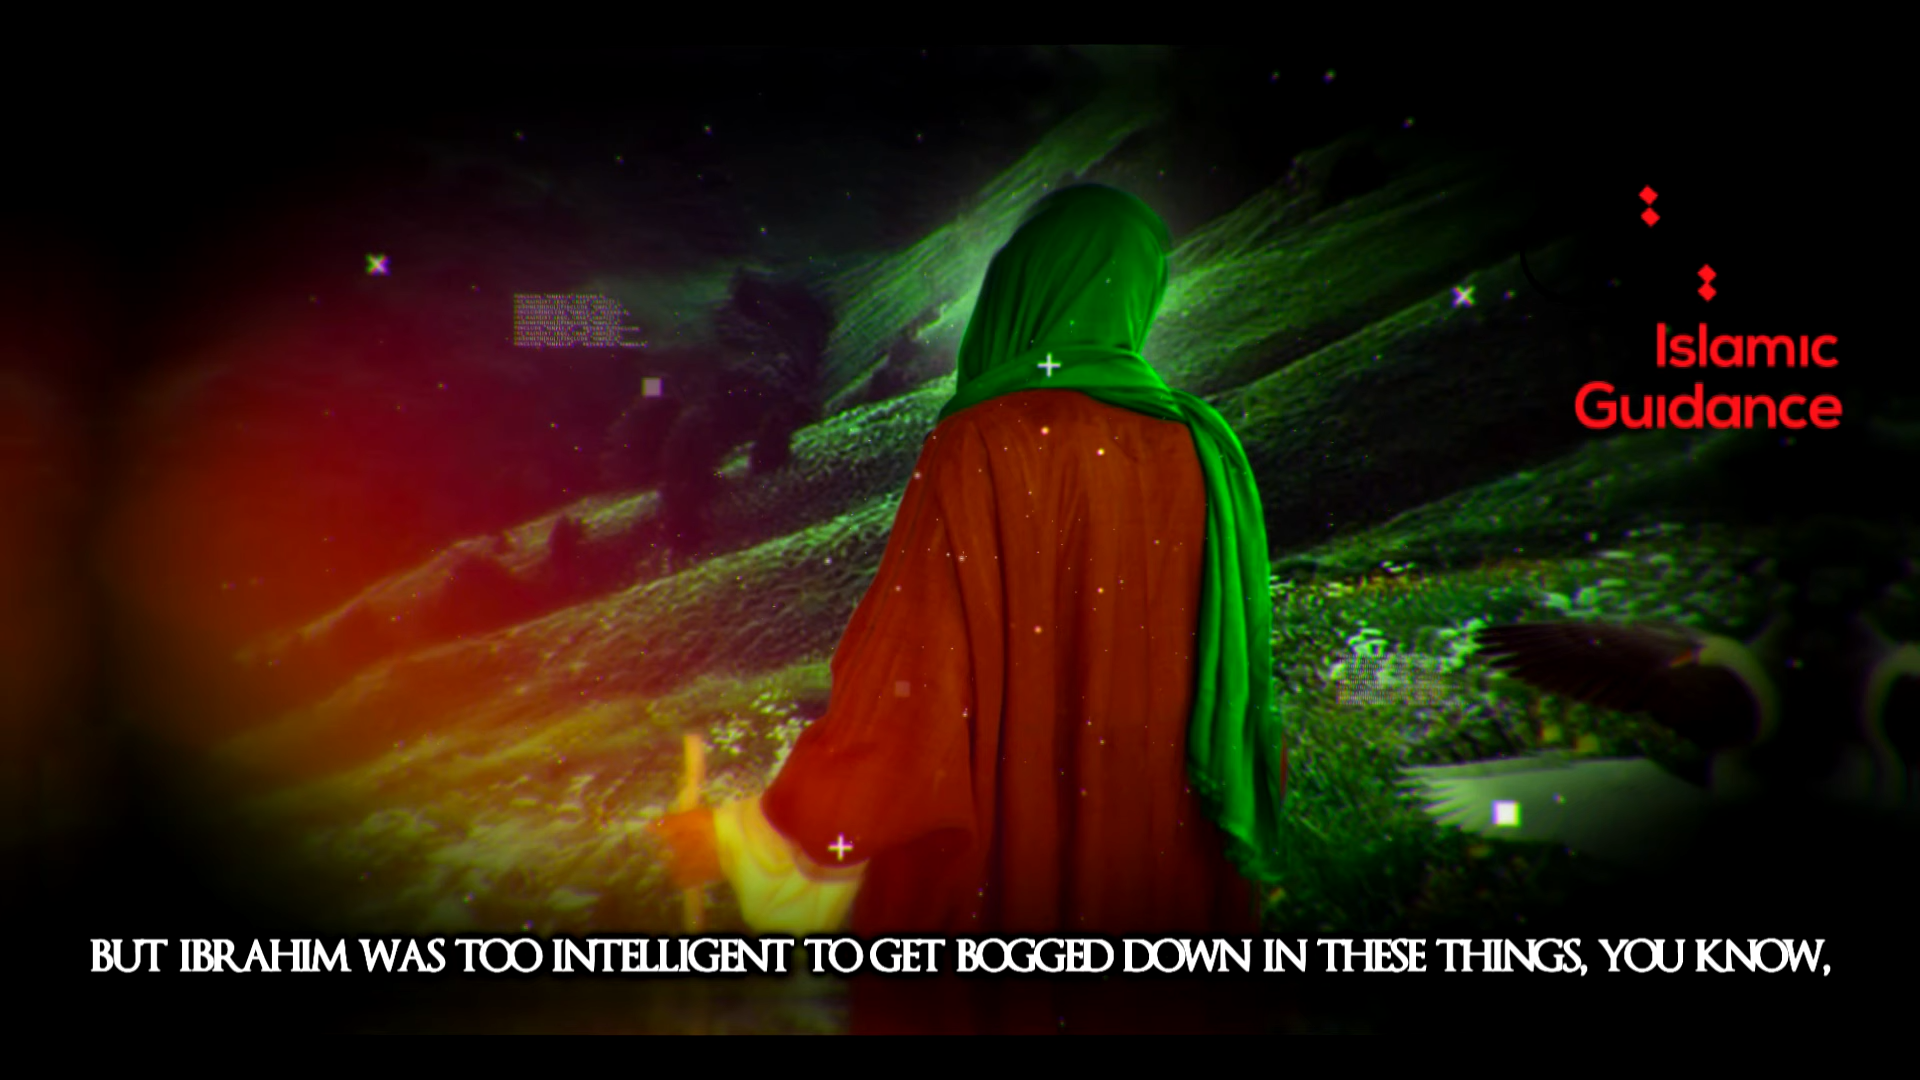 Islamic
Guidance
BUT IBRAHIM WAS TOO INTELLIGENT TO GET BOGGED DOWN IN THESE THINGS, YOU KNOW,